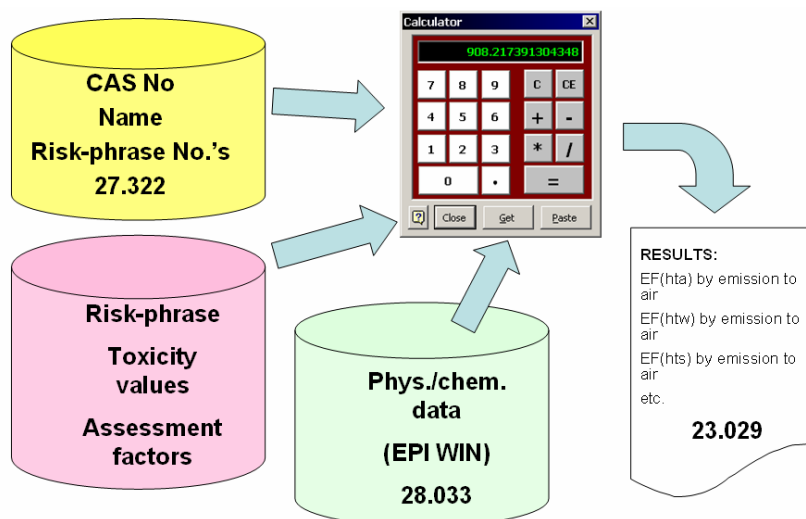 CAS No
Name
Risk-phrase No.'s
27.322
Calculator
908.217391304348
7 8 9 C CE
4 5 6 + -
1 2 3 * /
0 . =
? Close Get Paste
Risk-phrase
Toxicity
values
Assessment
factors
Phys./chem.
data
(EPI WIN)
28.033
RESULTS:
EF(hta) by emission to
air
EF(htw) by emission to
air
EF(hts) by emission to
air
etc.
23.029